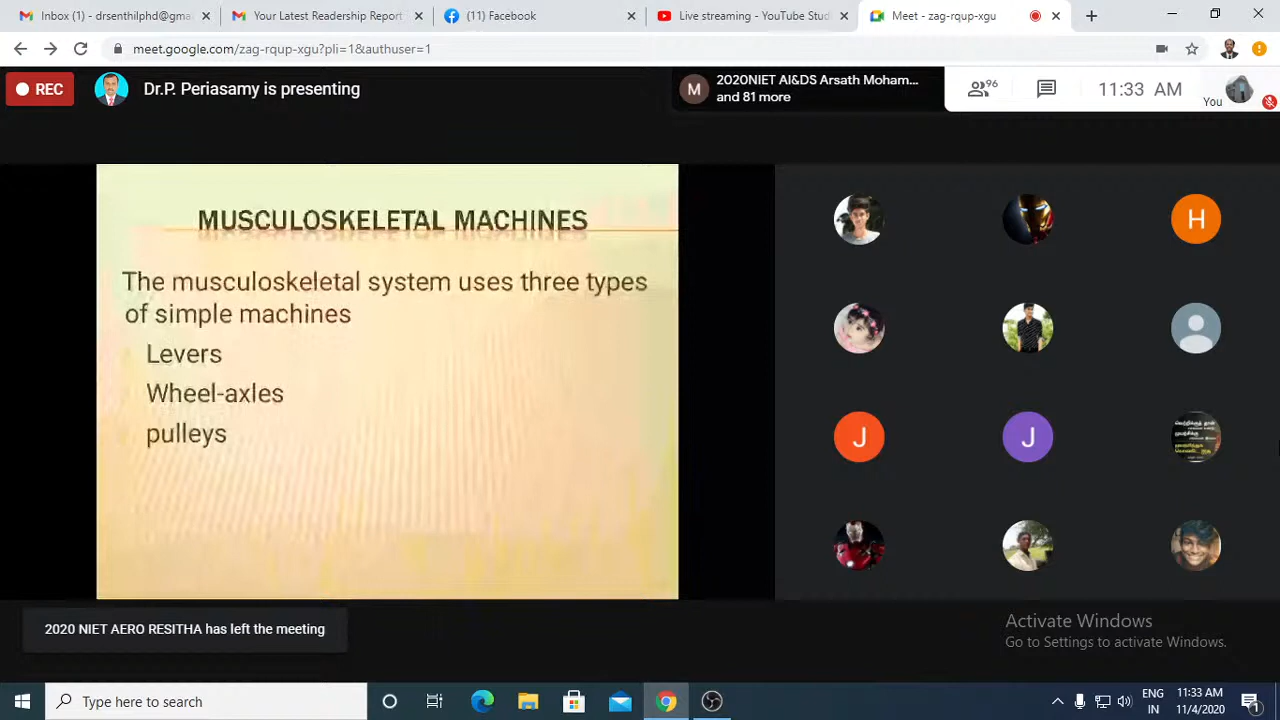 Inbox (1) - drsenthilphd@gma
Your Latest Readership Report
(11) Facebook
Live streaming - YouTube Stud
Meet - zag-rqup-xgu
meet.google.com/zag-rqup-xgu?pli=1&authuser=1
REC
Dr.P. Periasamy is presenting
M
2020NIET AI&DS Arsath Moham...
and 81 more
96
11:33 AM
You
MUSCULOSKELETAL MACHINES
The musculoskeletal system uses three types
of simple machines
Levers
Wheel-axles
pulleys
H
J
J
2020 NIET AERO RESITHA has left the meeting
Activate Windows
Go to Settings to activate Windows.
Type here to search
ENG
IN
11:33 AM
11/4/2020
1